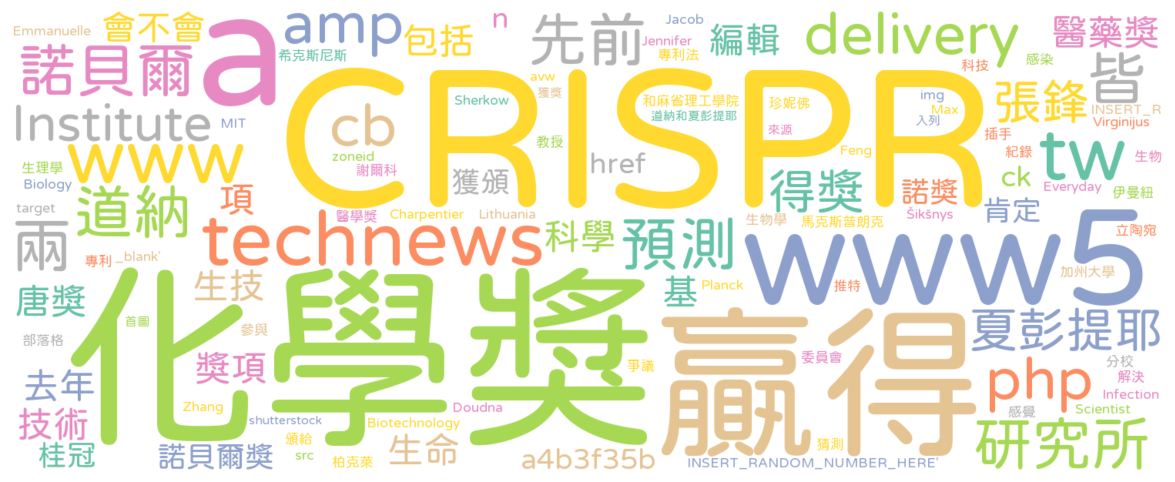 Emmanuelle
會不會
amp
n
Jacob
delivery
醫藥獎
諾貝爾
a
希克斯尼斯
包括
先前
Jennifer
專利法
編輯
科技
感染
皆
avw
獲獎
CRISPR
Institute
MIT
cb
Sherkow
和麻省理工學院
道納和夏彭提耶
珍妮佛
img
入列
Max
張鋒
INSERT_R
Virginijus
www
生理學
Biology
zoneid
謝爾科
教授
href
來源
Feng
插手
紀錄
tw
生物
target
道納
項
獲頒
得獎
諾獎
ck
Everyday
伊曼紐
兩
醫學獎
Charpentier
Lithuania
生物學
馬克斯普朗克
Šikšnys
肯定
專利
_blank'
technews
科學
預測
www5
立陶宛
加州大學
唐獎
生技
基
Planck
推特
部落格
首圖
參與
化學獎
贏得
夏彭提耶
去年
獎項
爭議
委員會
php
分校
解決
Infection
技術
Zhang
shutterstock
Doudna
Biotechnology
感曼
Scientist
桂冠
諾貝爾獎
頒給
src
柏克萊
生命
a4b3f35b
INSERT_RANDOM_NUMBER_HERE'
猜測
研究所